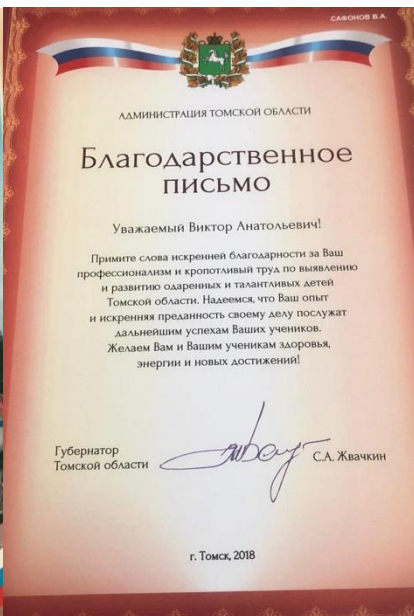 САФОНОВ В.А.
АДМИНИСТРАЦИЯ ТОМСКОЙ ОБЛАСТИ
Благодарственное
письмо
Уважаемый Виктор Анатольевич!
Примите слова искренней благодарности за Ваш
профессионализм и кропотливый труд по выявлению
и развитию одаренных и талантливых детей
Томской области. Надеемся, что Ваш опыт
и искренняя преданность своему делу послужат
дальнейшим успехам Ваших учеников.
Желаем Вам и Вашим ученикам здоровья,
энергии и новых достижений!
Губернатор
Томской области
С.А. Жвачкин
г. Томск, 2018